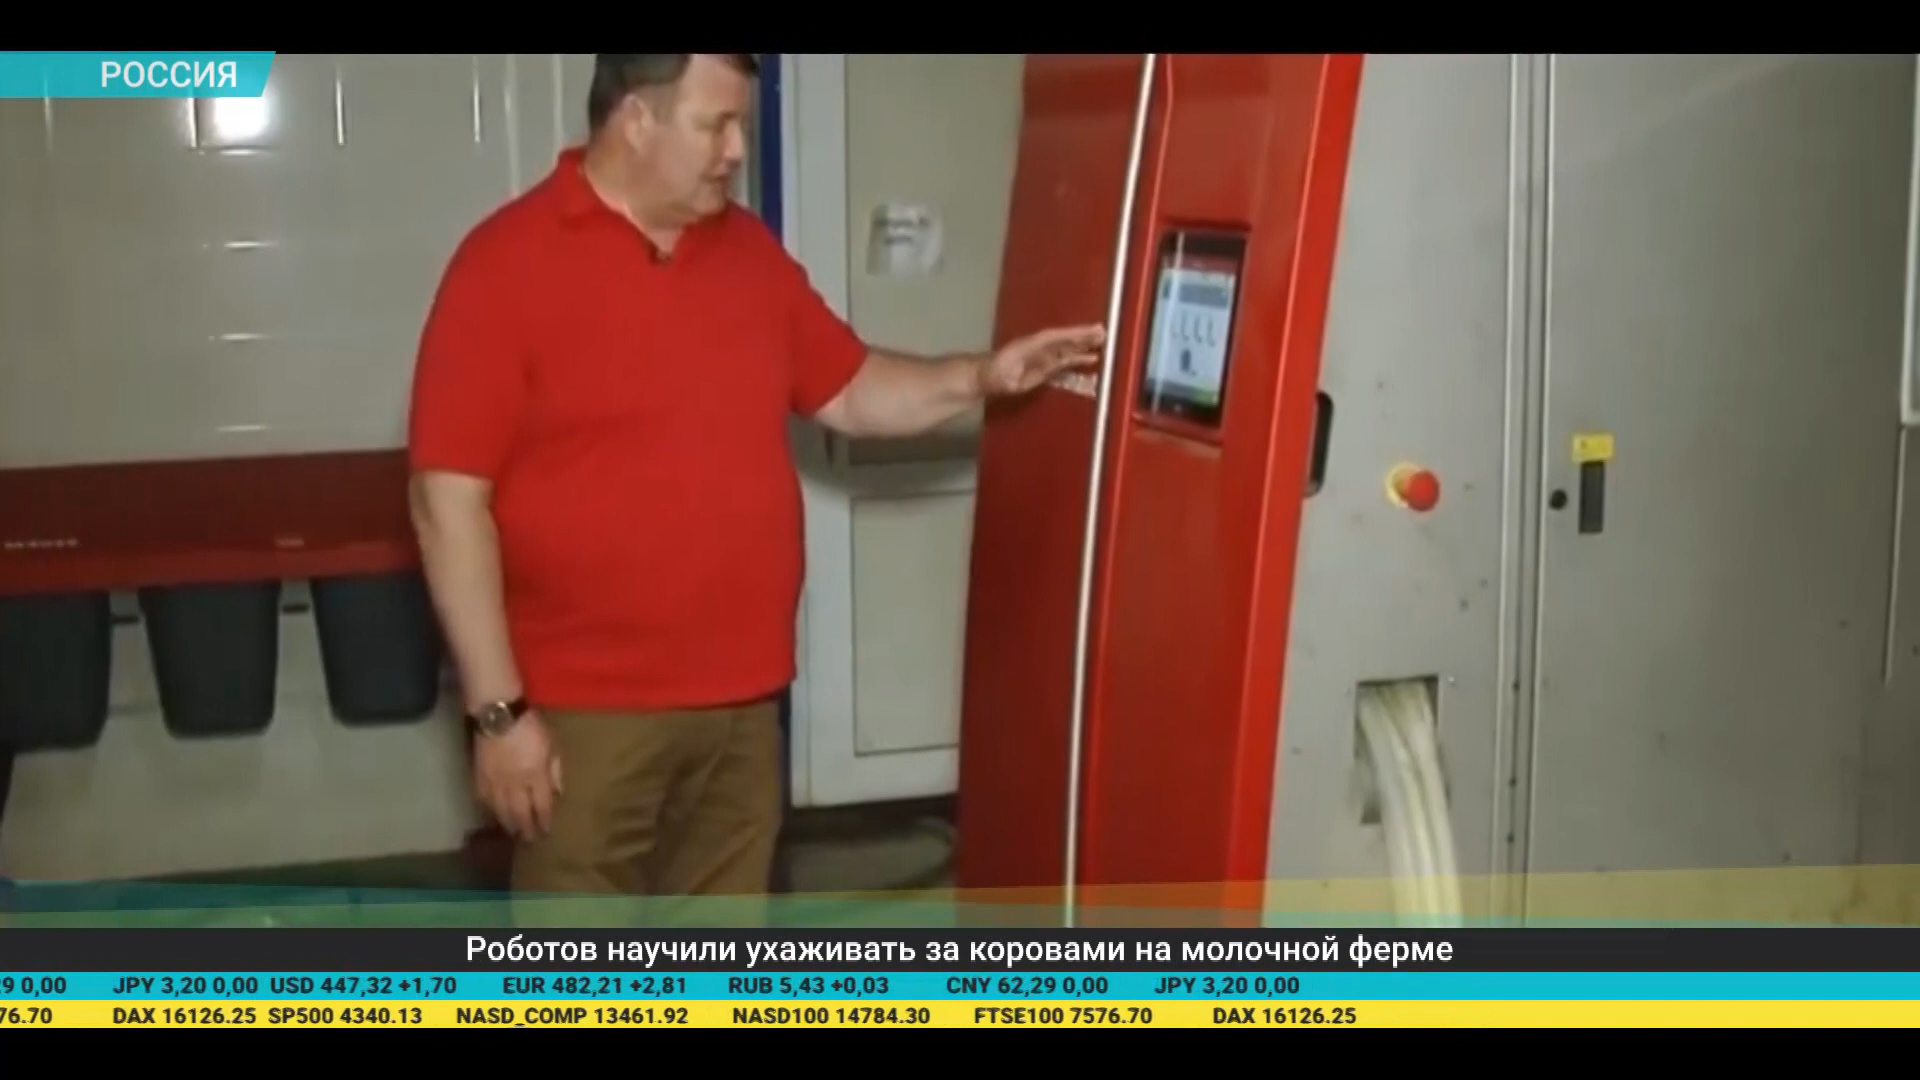 РОССИЯ
Роботов научили ухаживать за коровами на молочной ферме
9 0,00 JPY 3,20 0,00 USD 447,32 +1,70 EUR 482,21 +2,81 RUB 5,43 +0,03 CNY 62,29 0,00 JPY 3,20 0,00
76.70 DAX 16126.25 SP500 4340.13 NASD_COMP 13461.92 NASD100 14784.30 FTSE100 7576.70 DAX 16126.25